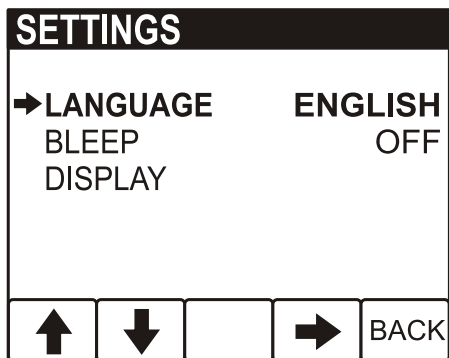 SETTINGS
LANGUAGE ENGLISH
BLEEP OFF
DISPLAY
BACK